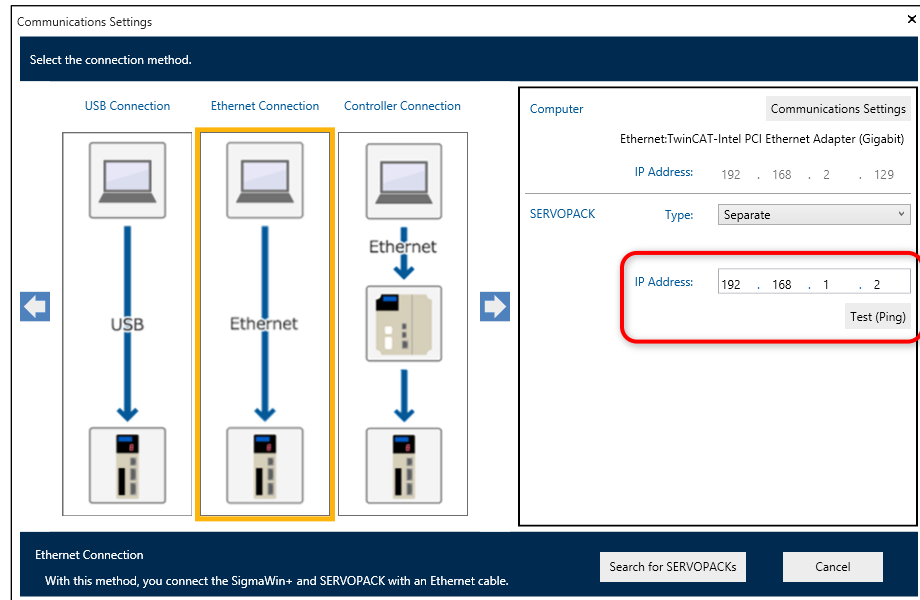 Communications Settings
Select the connection method.
USB Connection
Ethernet Connection
Controller Connection
USB
Ethernet
Ethernet
Computer
Communications Settings
Ethernet:TwinCAT-Intel PCI Ethernet Adapter (Gigabit)
IP Address: 192 . 168 . 2 . 129
SERVOPACK Type: Separate
IP Address: 192 . 168 . 1 . 2
Test (Ping)
Ethernet Connection
With this method, you connect the SigmaWin+ and SERVOPACK with an Ethernet cable.
Search for SERVOPACKs
Cancel